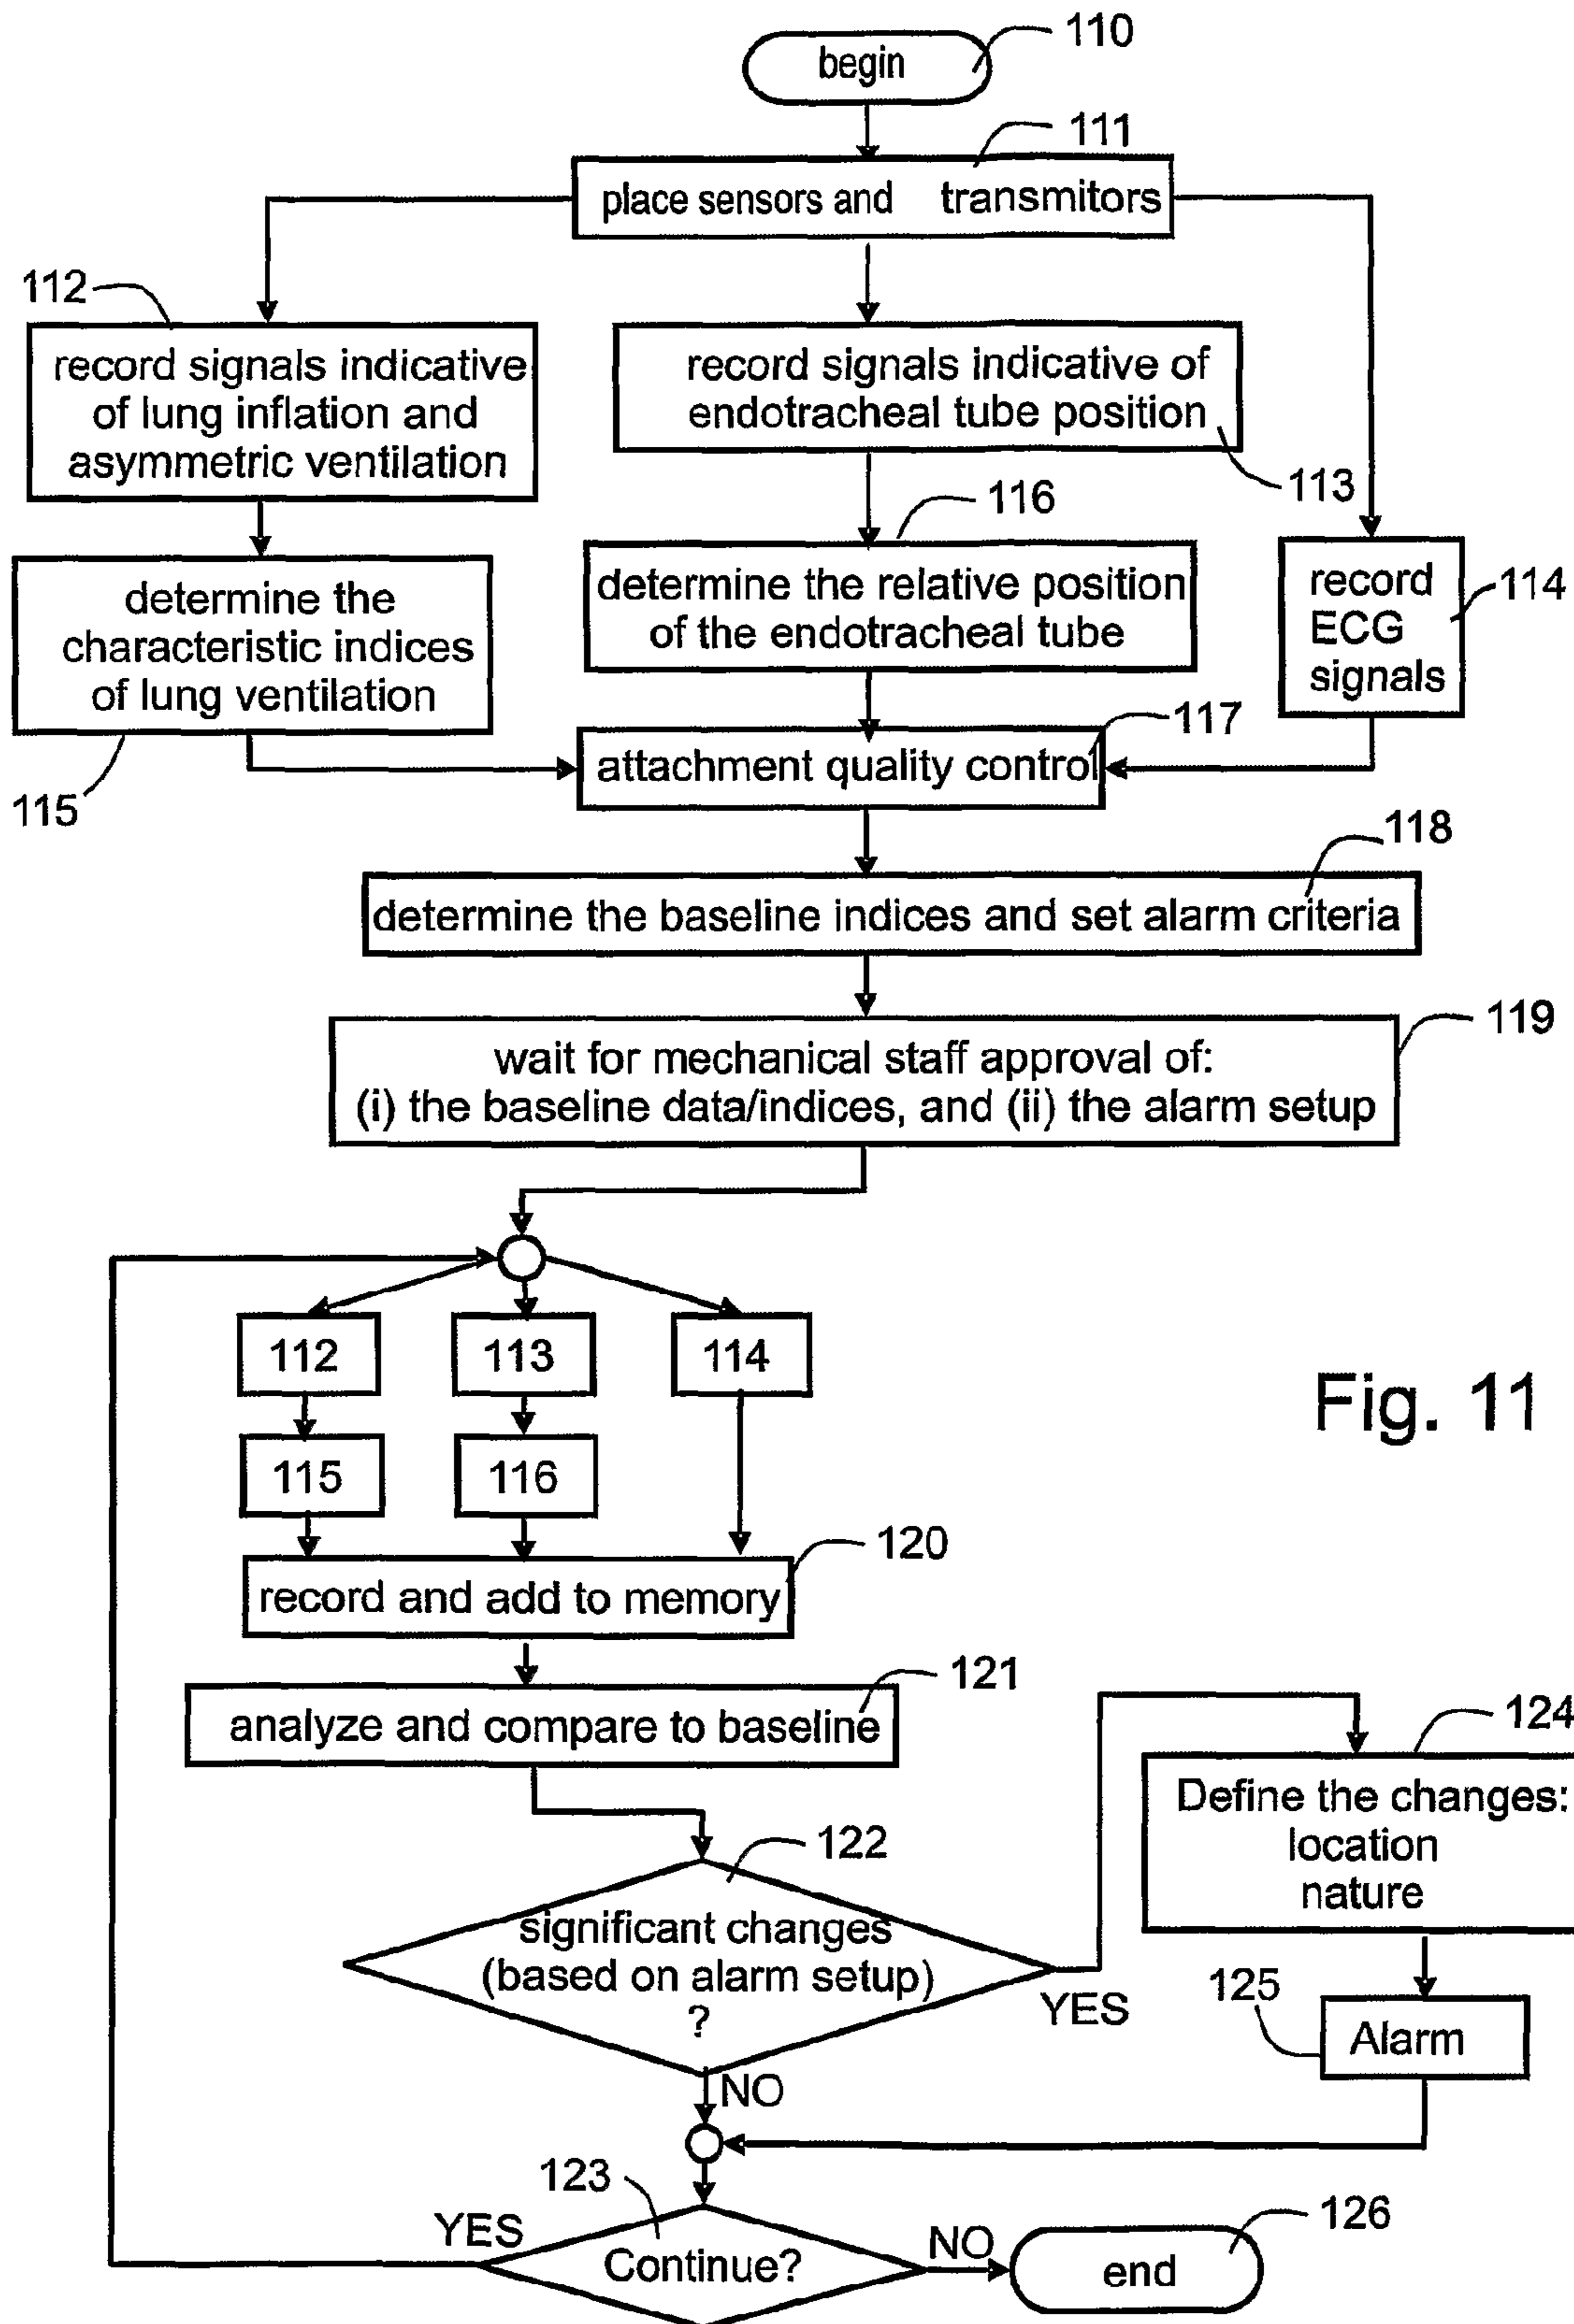 begin
110
111
place sensors and transmitors
112
record signals indicative
of lung inflation and
asymmetric ventilation
record signals indicative of
endotracheal tube position
113
116
determine the
characteristic indices
of lung ventilation
115
determine the relative position
of the endotracheal tube
record
ECG
signals
114
117
attachment quality control
118
determine the baseline indices and set alarm criteria
119
wait for mechanical staff approval of:
(i) the baseline data/indices, and (ii) the alarm setup
112
113
114
Fig. 11
115
116
120
record and add to memory
121
analyze and compare to baseline
124
Define the changes:
location
nature
122
significant changes
(based on alarm setup)
?
YES
125
Alarm
NO
123
YES
Continue?
NO
126
end